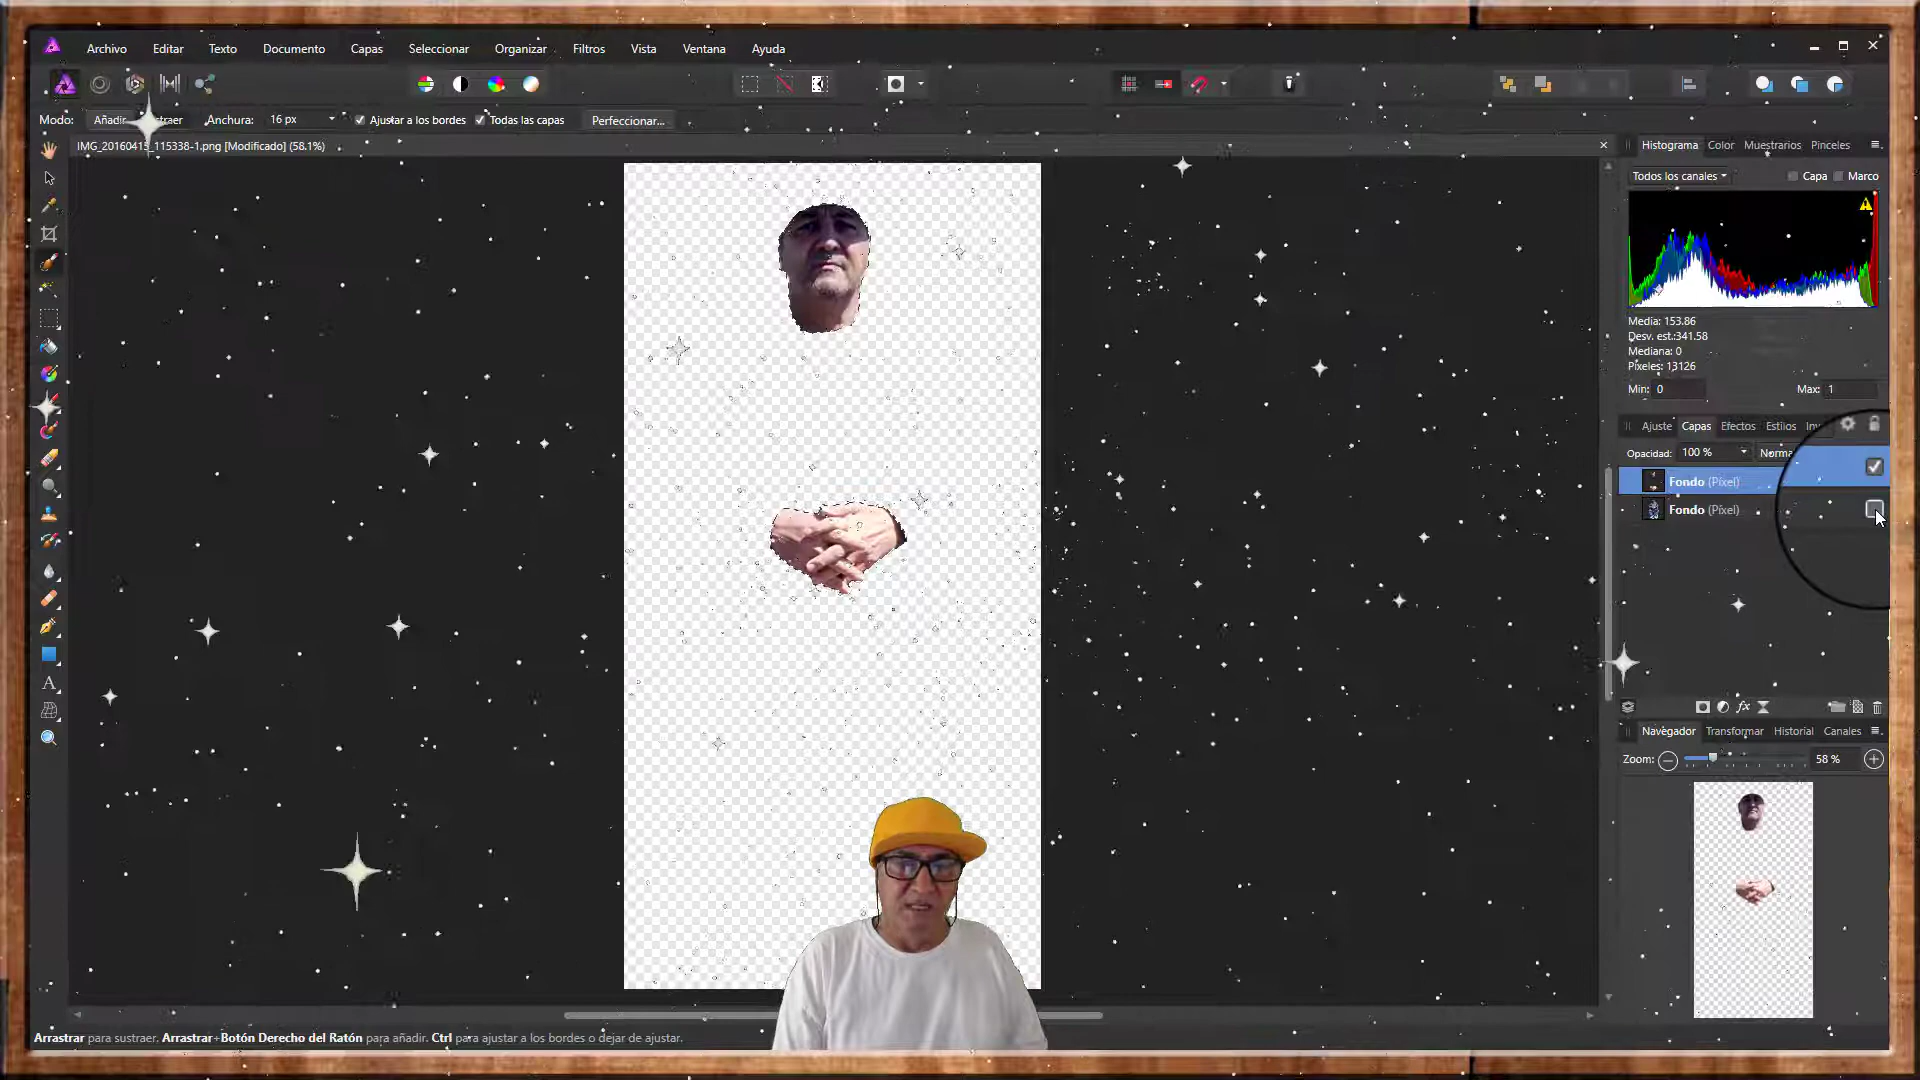 Archivo Editar Texto Documento Capas Seleccionar Organizar Filtros Vista Ventana Ayuda
Modo: Añadir Anchura: 16 px Ajustar a los bordes Todas las capas Perfeccionar...
IMG_20160415_115338-1.png [Modificado] (58.1%)
Histograma Color Muestrarios Pinceles
Todos los canales Capa Marco
Media: 153.86
Desv. est.:341.58
Mediana: 0
Píxeles: 13126
Min: 0 Max: 1
Ajuste Capas Efectos Estilos
Opacidad: 100 %
Fondo (Píxel)
Fondo (Píxel)
Navegador Transformar Historial Canales
Zoom: 58 %
A
fx
Arrastrar para sustraer. Arrastrar+Botón Derecho del Ratón para añadir. Ctrl para ajustar a los bordes o dejar de ajustar.